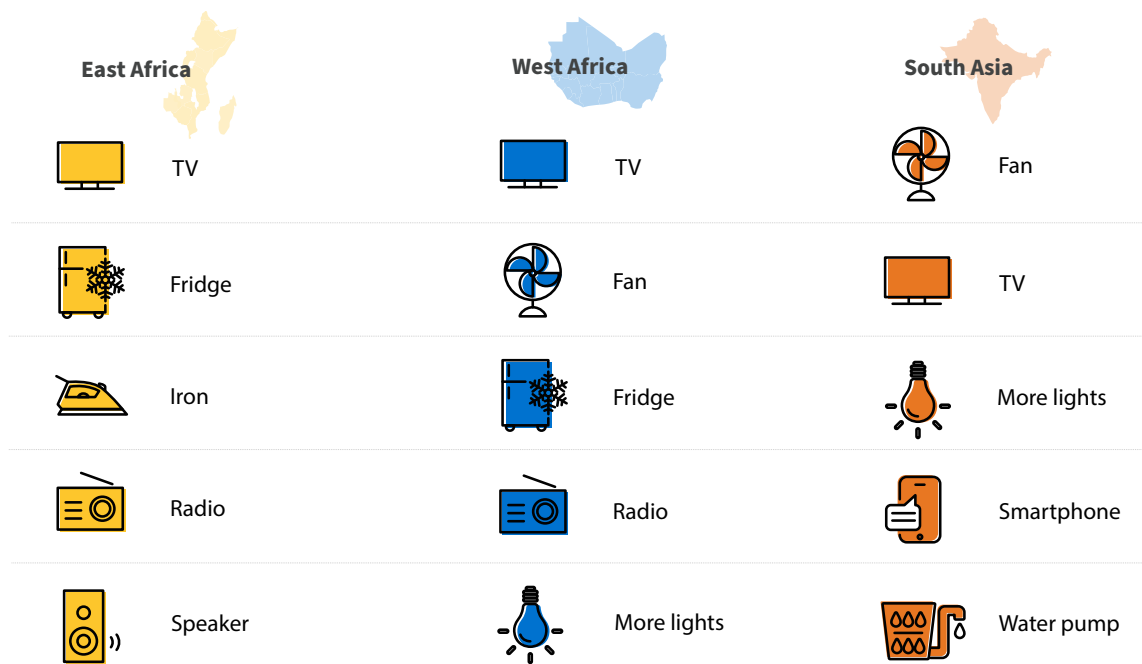 East Africa
West Africa
South Asia
TV
TV
Fan
Fridge
Fan
TV
Iron
Fridge
More lights
Radio
Radio
Smartphone
Speaker
More lights
Water pump